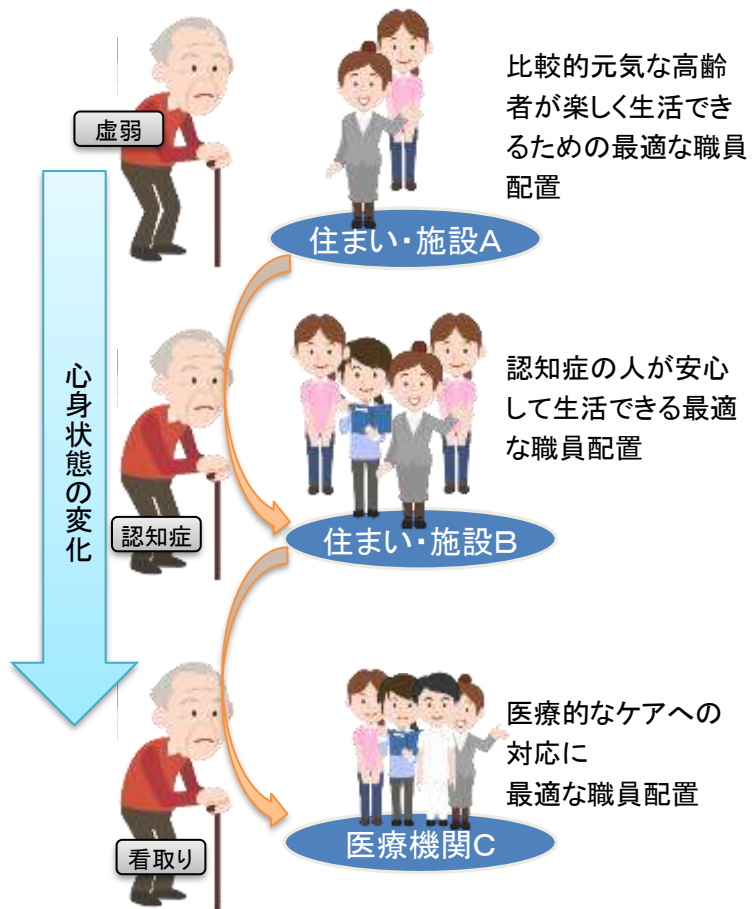 虚弱
比較的元気な高齢
者が楽しく生活でき
るための最適な職員
配置
住まい・施設A
心身状態の変化
認知症の人が安心
して生活できる最適
な職員配置
認知症
住まい・施設B
医療的なケアへの
対応に
最適な職員配置
看取り
医療機関C